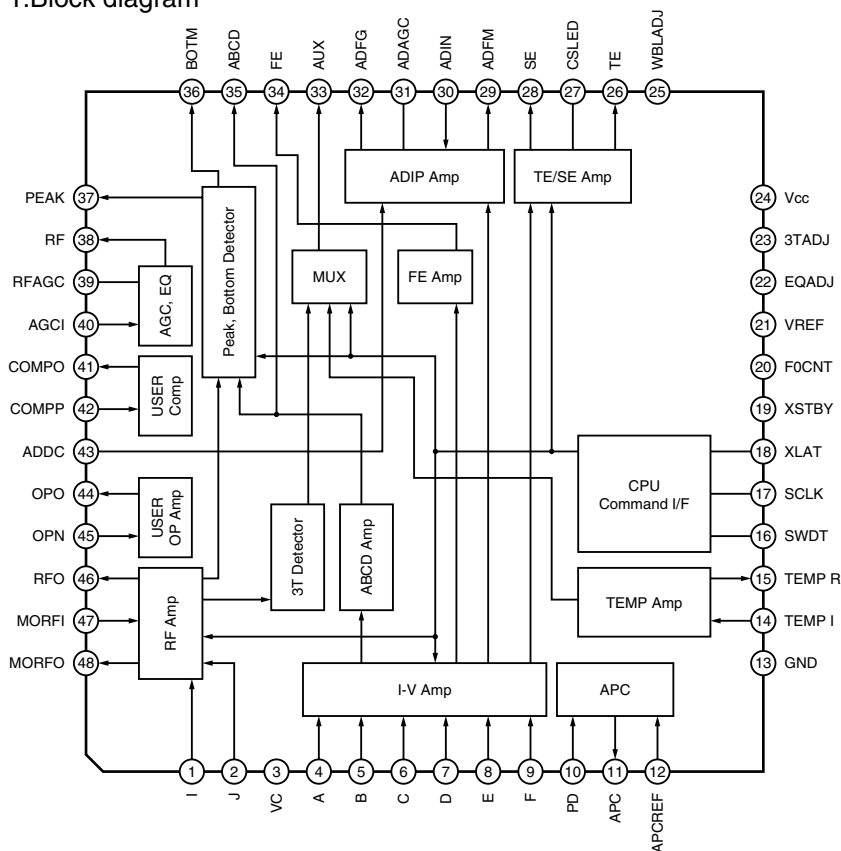 1.Block diagram
BOTM
ABCD
FE
AUX
ADFG
ADAGC
ADIN
ADFM
SE
CSLED
TE
WBLADJ
36
35
34
33
32
31
30
29
28
27
26
25
ADIP Amp
TE/SE Amp
PEAK 37
24 Vcc
RF 38
23 3TADJ
RFAGC 39
22 EQADJ
AGCI 40
21 VREF
COMPO 41
20 F0CNT
COMPP 42
19 XSTBY
ADDC 43
18 XLAT
OPO 44
17 SCLK
OPN 45
16 SWDT
RFO 46
15 TEMP R
MORFI 47
14 TEMP I
MORFO 48
13 GND
AGC, EQ
Peak, Bottom Detector
MUX
FE Amp
USER
Comp
USER
OP Amp
CPU
Command I/F
3T Detector
ABCD Amp
RF Amp
TEMP Amp
I-V Amp
APC
1
2
3
4
5
6
7
8
9
10
11
12
I
J
VC
A
B
C
D
E
F
PD
APC
APCREF